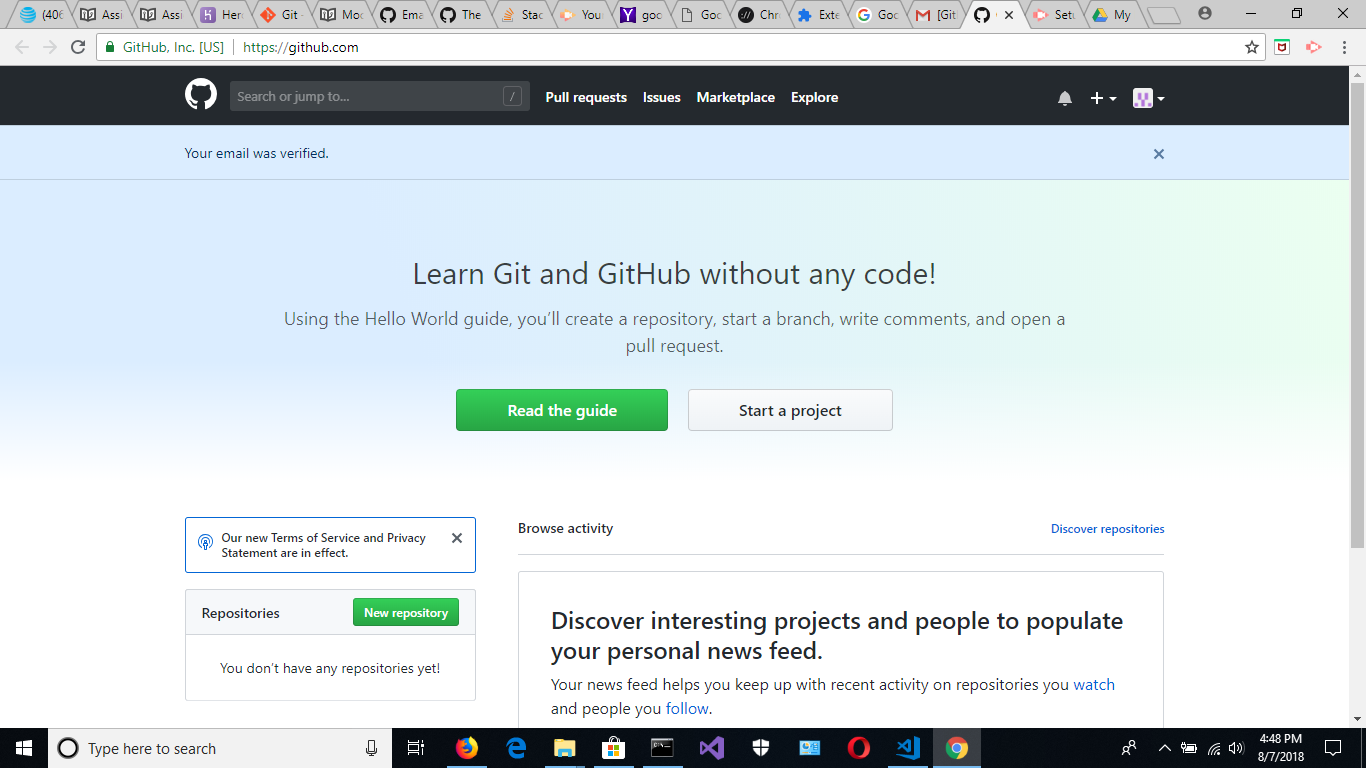 (406
Assi
Assi
Her
Git -
Moc
Ema
The
Stac
Your
goo
Goo
Chr
Exte
Goo
[Git
Setu
My
GitHub, Inc. [US]
https://github.com
Search or jump to...
/
Pull requests
Issues
Marketplace
Explore
Your email was verified.
Learn Git and GitHub without any code!
Using the Hello World guide, you’ll create a repository, start a branch, write comments, and open a
pull request.
Read the guide
Start a project
Our new Terms of Service and Privacy
Statement are in effect.
Repositories
New repository
You don’t have any repositories yet!
Browse activity
Discover repositories
Discover interesting projects and people to populate
your personal news feed.
Your news feed helps you keep up with recent activity on repositories you watch
and people you follow.
Type here to search
4:48 PM
8/7/2018